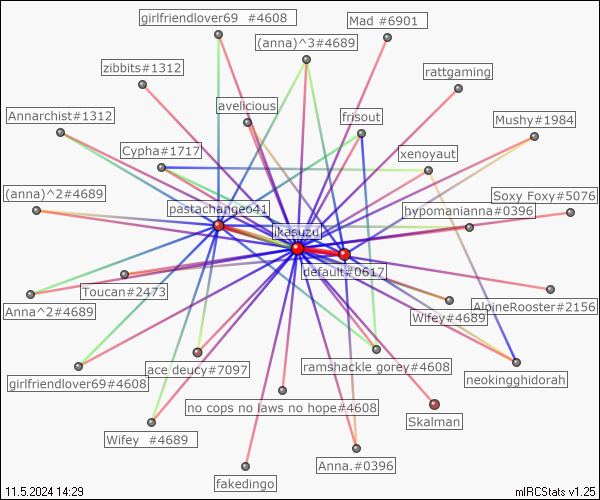 girlfriendlover69  #4608
Mad #6901
(anna)^3#4689
zibbits#1312
rattgaming
avelicious
Annarchist#1312
frisout
Mushy#1984
Cypha#1717
xenoyaut
(anna)^2#4689
Soxy Foxy#5076
pastachange641
hypomanianna#0396
ikasuzu
default#0617
Toucan#2473
Anna^2#4689
AlpineRooster#2156
Wifey#4689
ace deucy#7097
ramshackle gorey#4608
girlfriendlover69#4608
neokingghidorah
no cops no laws no hope#4608
Skalman
Wifey  #4689
Anna.#0396
fakedingo
11.5.2024 14:29
mIRCStats v1.25